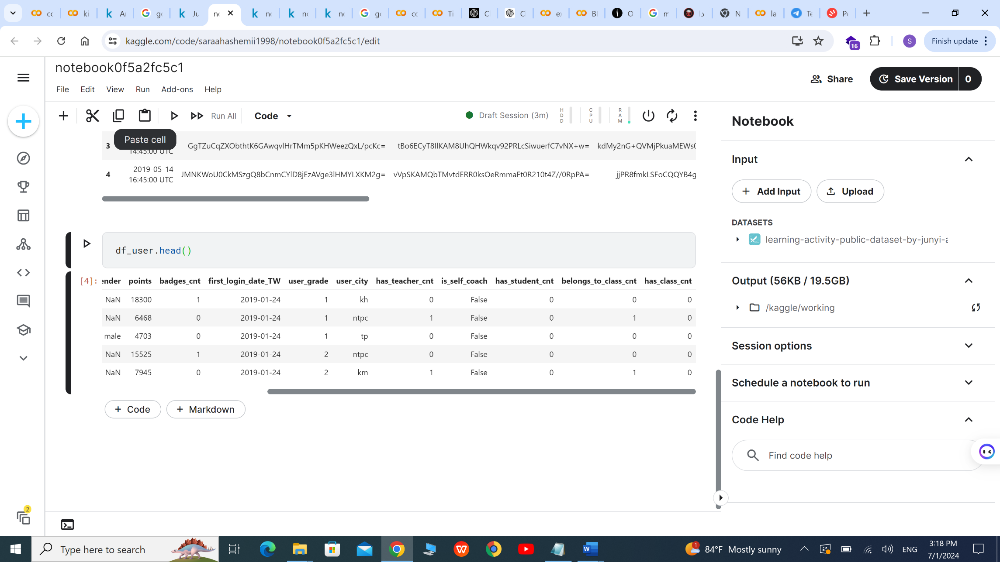 cc
ki
Ai
gc
Ju
nc
nc
nc
nc
gc
cc
Ti
Cl
Cl
e›
Bl
O
m
دا
N
la
Te
Pe
kaggle.com/code/saraahashemii1998/notebook0f5a2fc5c1/edit
16
S
Finish update
notebook0f5a2fc5c1
File Edit View Run Add-ons Help
Share
Save Version 0
Run All
Code
Draft Session (3m)
HDD
CPU
RAM
Paste cell
3 14:45:00 UTC GgTZuCqZXObthtK6GAwqvlHrTMm5pKHWeezQxL/pcKc= tBo6ECyT8IlKAM8UhQHWkqv92PRLcSiwuerfC7vNX+w= kdMy2nG+QVMjPkuaMEWs0
4 2019-05-14 16:45:00 UTC JMNKWoU0CkMSzgQ8bCnmCYlD8jEzAVge3lHMYLXKM2g= vVpSKAMQbTMvtdERR0ksOeRmmaFt0R210t4Z//0RpPA= jjPR8fmkLSFoCQQYB4g
df_user.head()
[4]: ender points badges_cnt first_login_date_TW user_grade user_city has_teacher_cnt is_self_coach has_student_cnt belongs_to_class_cnt has_class_cnt
NaN 18300 1 2019-01-24 1 kh 0 False 0 0 0
NaN 6468 0 2019-01-24 1 ntpc 1 False 0 1 0
male 4703 0 2019-01-24 1 tp 0 False 0 0 0
NaN 15525 1 2019-01-24 2 ntpc 0 False 0 0 0
NaN 7945 0 2019-01-24 2 km 1 False 0 1 0
+ Code + Markdown
Notebook
Input
+ Add Input
Upload
DATASETS
learning-activity-public-dataset-by-junyi-a
Output (56KB / 19.5GB)
/kaggle/working
Session options
Schedule a notebook to run
Code Help
Find code help
2
Type here to search
1
84°F Mostly sunny
ENG
3:18 PM
7/1/2024